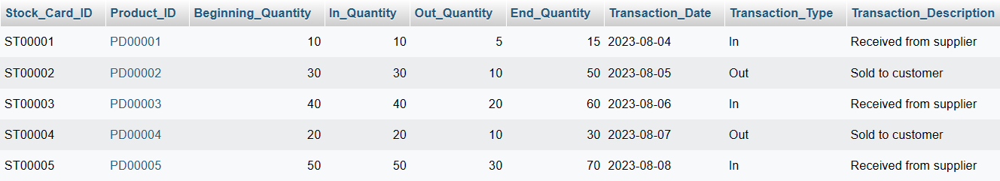 Stock_Card_ID Product_ID Beginning_Quantity In_Quantity Out_Quantity End_Quantity Transaction_Date Transaction_Type Transaction_Description
ST00001 PD00001 10 10 5 15 2023-08-04 In Received from supplier
ST00002 PD00002 30 30 10 50 2023-08-05 Out Sold to customer
ST00003 PD00003 40 40 20 60 2023-08-06 In Received from supplier
ST00004 PD00004 20 20 10 30 2023-08-07 Out Sold to customer
ST00005 PD00005 50 50 30 70 2023-08-08 In Received from supplier